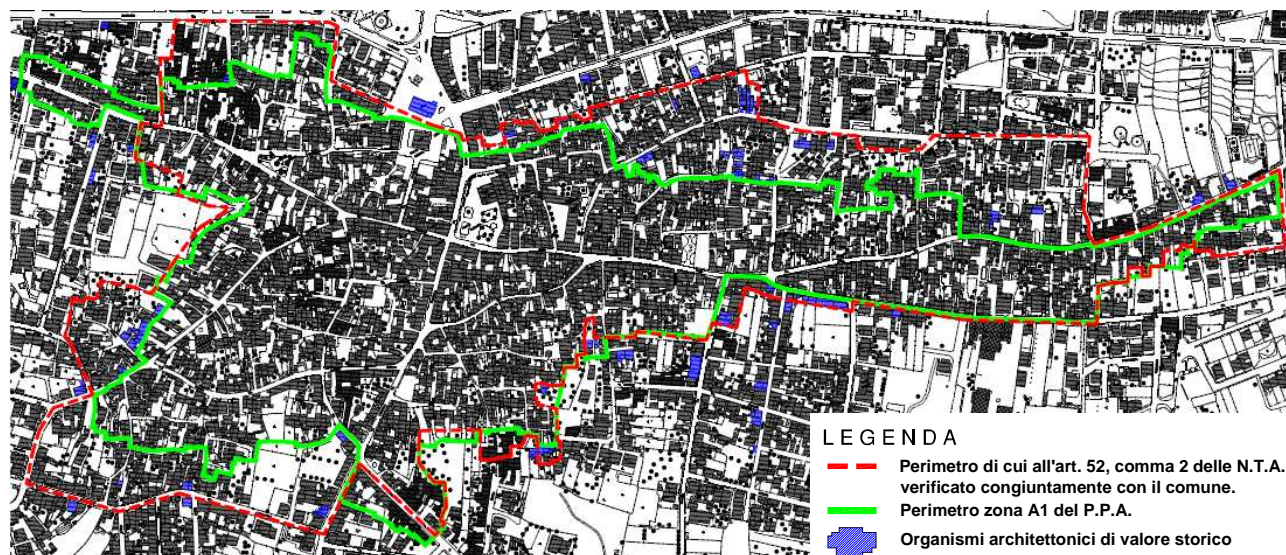 LEGENDA
Perimetro di cui all'art. 52, comma 2 delle N.T.A.
verificato congiuntamente con il comune.
Perimetro zona A1 del P.P.A.
Organismi architettonici di valore storico